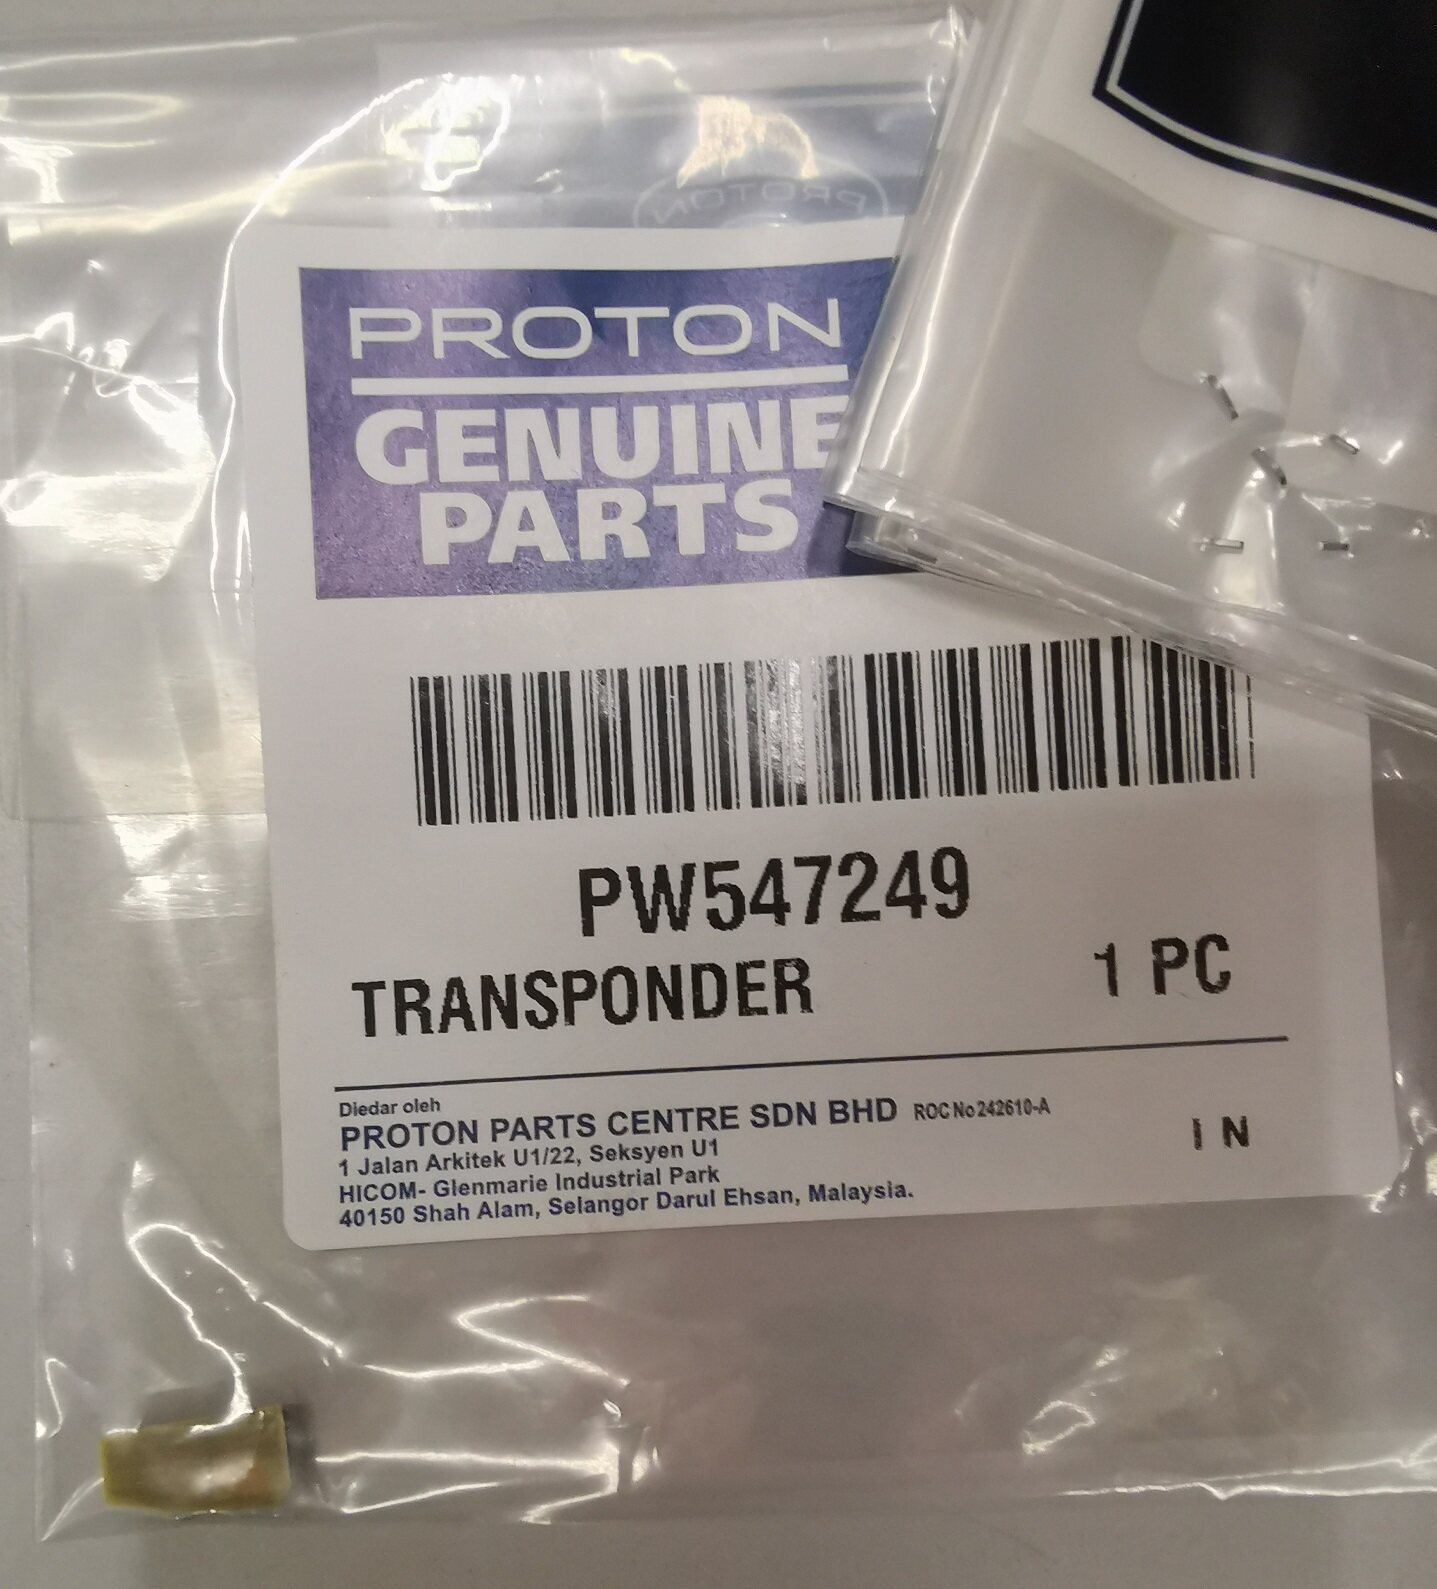 PROTON
PROTON
GENUINE
PARTS
PW547249
TRANSPONDER 1 PC
Diedar oleh
PROTON PARTS CENTRE SDN BHD ROC No 242610-A
1 Jalan Arkitek U1/22, Seksyen U1
HICOM- Glenmarie Industrial Park
40150 Shah Alam, Selangor Darul Ehsan, Malaysia.
I N